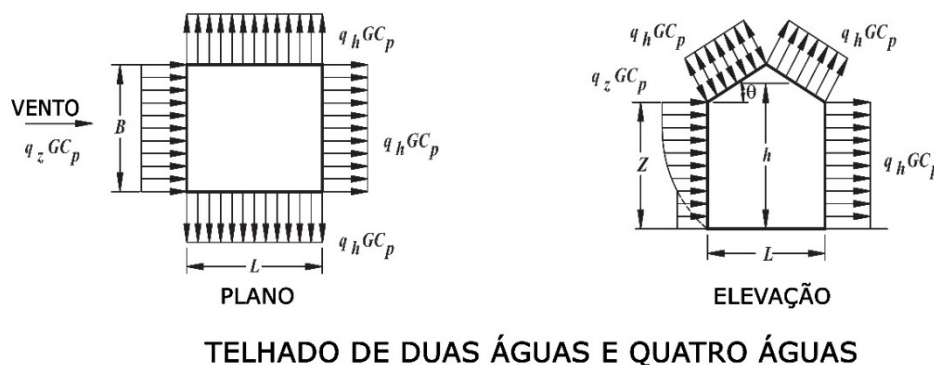 q_h GC_p
VENTO
q_z GC_p
B
q_h GC_p
q_h GC_p
L
PLANO
q_h GC_p
q_h GC_p
q_z GC_p
θ
Z
h
q_h GC_p
L
ELEVAÇÃO
TELHADO DE DUAS ÁGUAS E QUATRO ÁGUAS